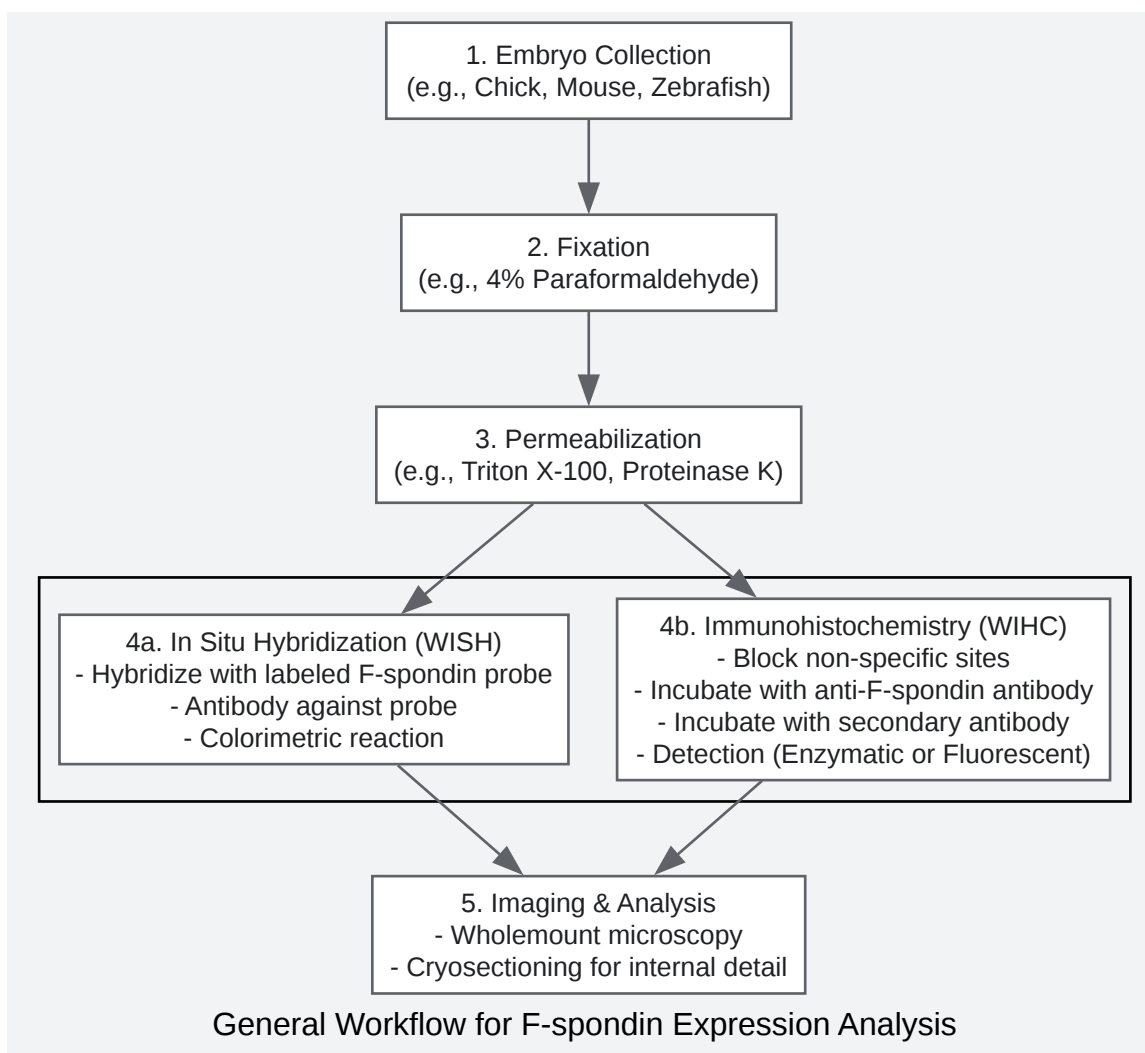 1. Embryo Collection
(e.g., Chick, Mouse, Zebrafish)
2. Fixation
(e.g., 4% Paraformaldehyde)
3. Permeabilization
(e.g., Triton X-100, Proteinase K)
4a. In Situ Hybridization (WISH)
- Hybridize with labeled F-spondin probe
- Antibody against probe
- Colorimetric reaction
4b. Immunohistochemistry (WIHC)
- Block non-specific sites
- Incubate with anti-F-spondin antibody
- Incubate with secondary antibody
- Detection (Enzymatic or Fluorescent)
5. Imaging & Analysis
- Wholemount microscopy
- Cryosectioning for internal detail
General Workflow for F-spondin Expression Analysis